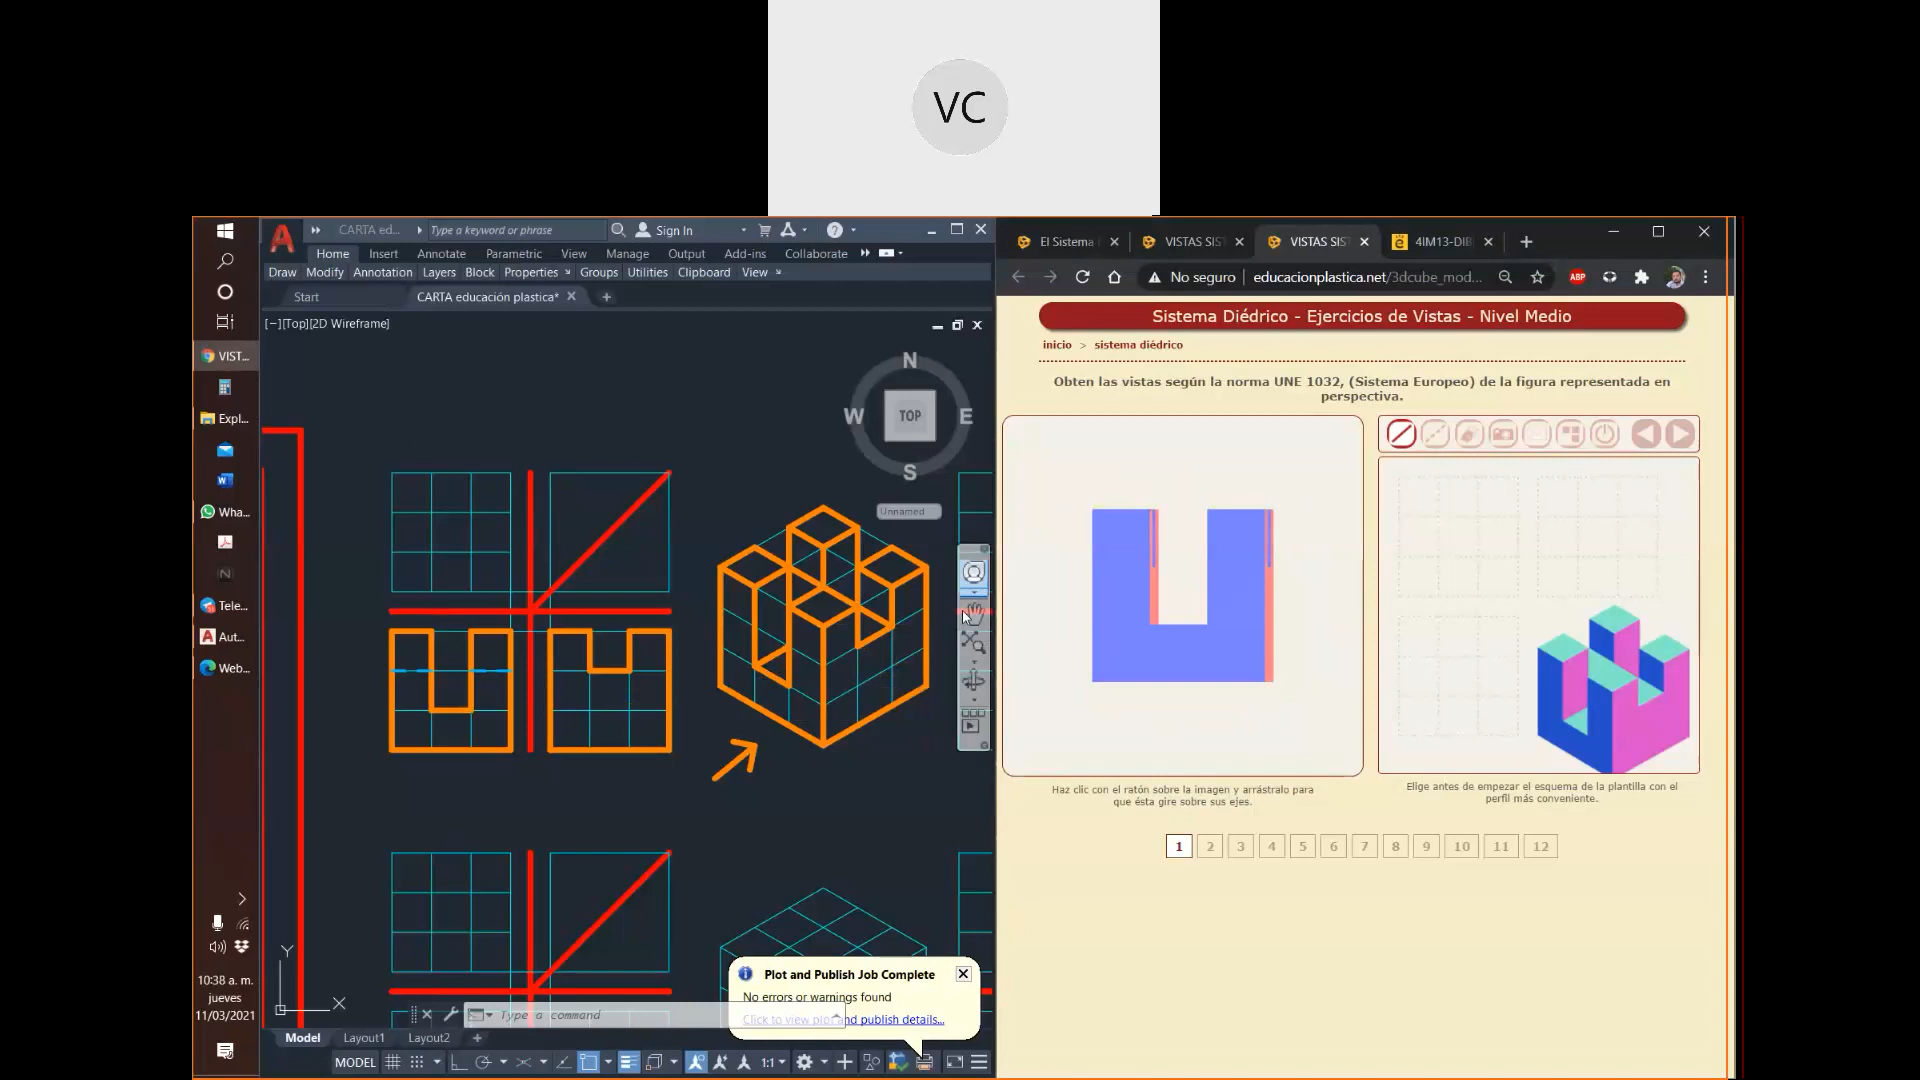 VC
CARTA ed...
Type a keyword or phrase
Sign In
Home Insert Annotate Parametric View Manage Output Add-ins Collaborate
Draw Modify Annotation Layers Block Properties Groups Utilities Clipboard View
Start CARTA educación plastica*
[−][Top][2D Wireframe]
N
W TOP E
S
Unnamed
VIST...
Expl...
Wha...
Tele...
Aut...
Web...
10:38 a. m.
jueves
11/03/2021
Y
X
Type a command
Plot and Publish Job Complete
No errors or warnings found
Click to view plot and publish details...
Model Layout1 Layout2
MODEL 1:1
El Sistema VISTAS SIS VISTAS SIS 4IM13-DIB
No seguro educacionplastica.net/3dcube_mod... ABP
Sistema Diédrico - Ejercicios de Vistas - Nivel Medio
inicio > sistema diédrico
Obten las vistas según la norma UNE 1032, (Sistema Europeo) de la figura representada en
perspectiva.
Haz clic con el ratón sobre la imagen y arrástralo para
que ésta gire sobre sus ejes.
Elige antes de empezar el esquema de la plantilla con el
perfil más conveniente.
1 2 3 4 5 6 7 8 9 10 11 12